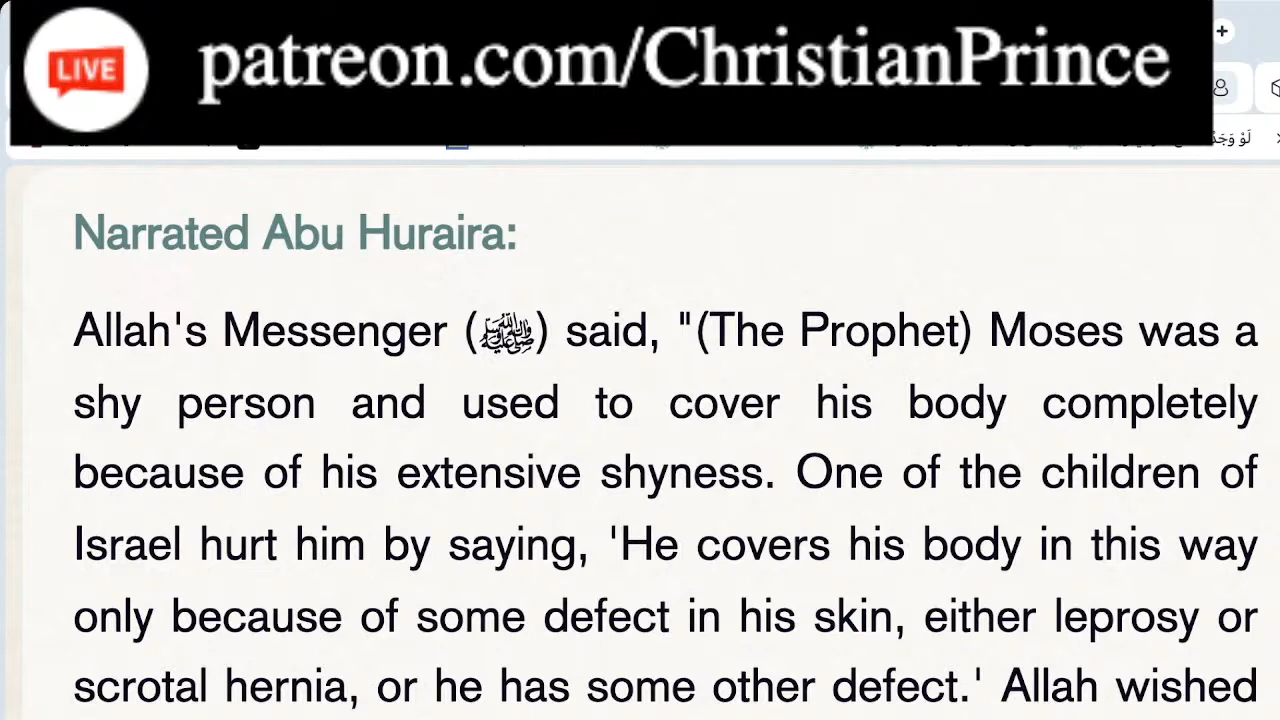 LIVE
patreon.com/ChristianPrince
Narrated Abu Huraira:
Allah's Messenger (ﷺ) said, "(The Prophet) Moses was a
shy person and used to cover his body completely
because of his extensive shyness. One of the children of
Israel hurt him by saying, 'He covers his body in this way
only because of some defect in his skin, either leprosy or
scrotal hernia, or he has some other defect.' Allah wished